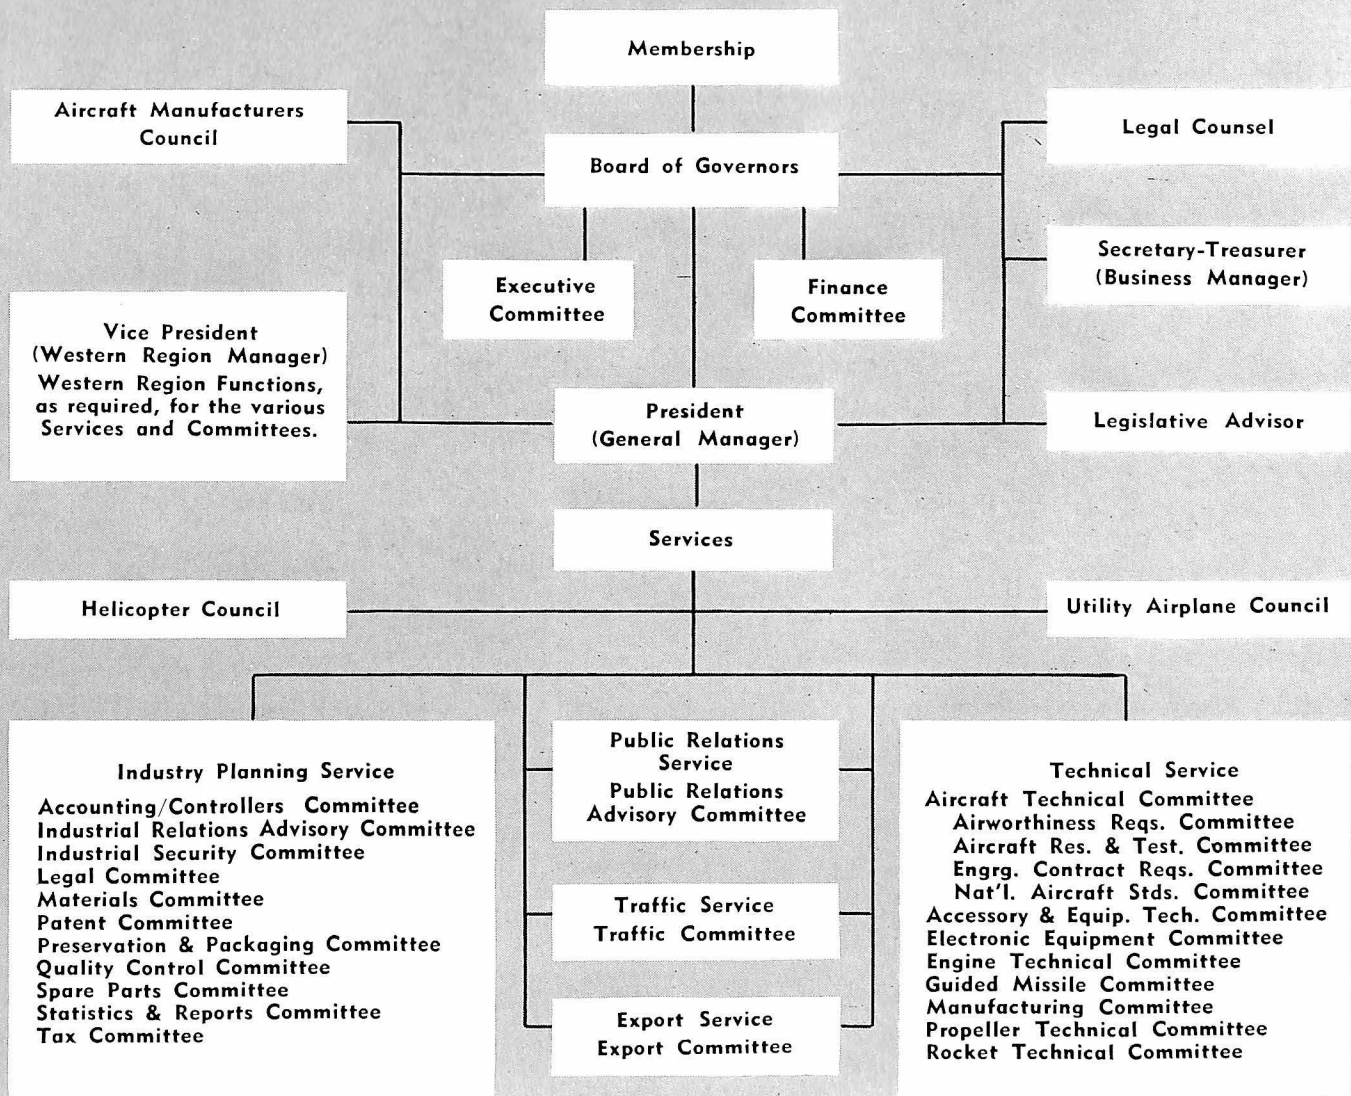 Membership
Aircraft Manufacturers
Council
Legal Counsel
Board of Governors
Secretary-Treasurer
(Business Manager)
Executive
Committee
Finance
Committee
Vice President
(Western Region Manager)
Western Region Functions,
as required, for the various
Services and Committees.
President
(General Manager)
Legislative Advisor
Services
Helicopter Council
Utility Airplane Council
Industry Planning Service
Accounting/Controllers Committee
Industrial Relations Advisory Committee
Industrial Security Committee
Legal Committee
Materials Committee
Patent Committee
Preservation & Packaging Committee
Quality Control Committee
Spare Parts Committee
Statistics & Reports Committee
Tax Committee
Public Relations
Service
Public Relations
Advisory Committee
Traffic Service
Traffic Committee
Export Service
Export Committee
Technical Service
Aircraft Technical Committee
Airworthiness Reqs. Committee
Aircraft Res. & Test. Committee
Engrg. Contract Reqs. Committee
Nat'l. Aircraft Stds. Committee
Accessory & Equip. Tech. Committee
Electronic Equipment Committee
Engine Technical Committee
Guided Missile Committee
Manufacturing Committee
Propeller Technical Committee
Rocket Technical Committee